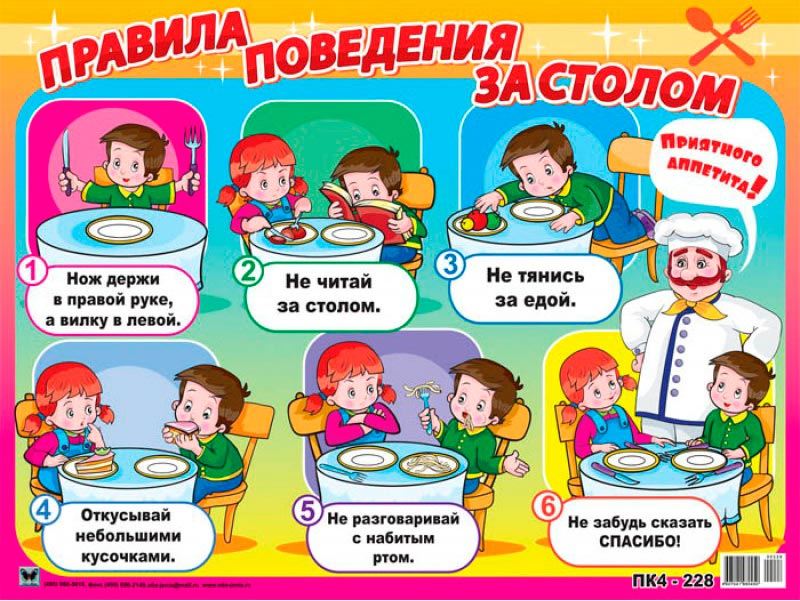 ПРАВИЛА ПОВЕДЕНИЯ
ЗА СТОЛОМ
Приятного
аппетита!
1
Нож держи
в правой руке,
а вилку в левой.
2
Не читай
за столом.
3
Не тянись
за едой.
4
Откусывай
небольшими
кусочками.
5
Не разговаривай
с набитым
ртом.
6
Не забудь сказать
СПАСИБО!
ПК4 - 228